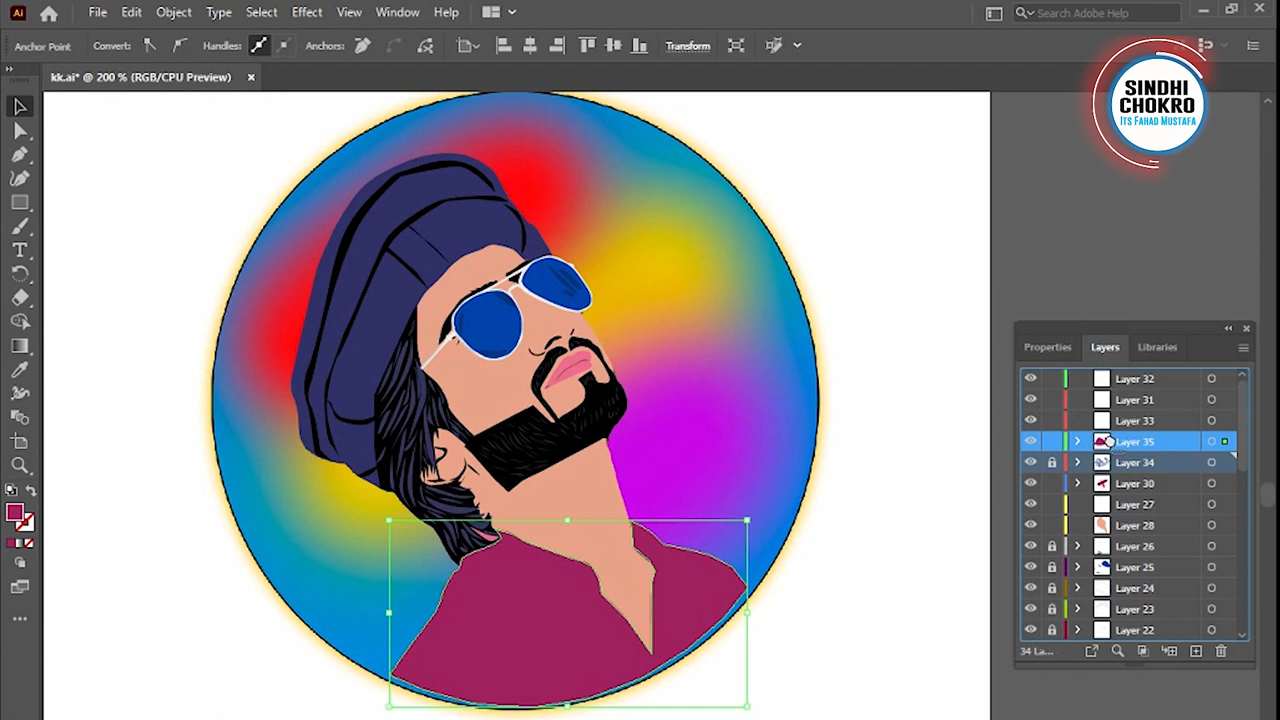 Ai File Edit Object Type Select Effect View Window Help Search Adobe Help
Anchor Point Convert: Handles: Anchors: Transform
kk.ai* @ 200 % (RGB/CPU Preview)
SINDHI
CHOKRO
ITS FAHAD MUSTAFA
Properties Layers Libraries
Layer 32
Layer 31
Layer 33
Layer 35
Layer 34
Layer 30
Layer 27
Layer 28
Layer 26
Layer 25
Layer 24
Layer 23
Layer 22
34 La...